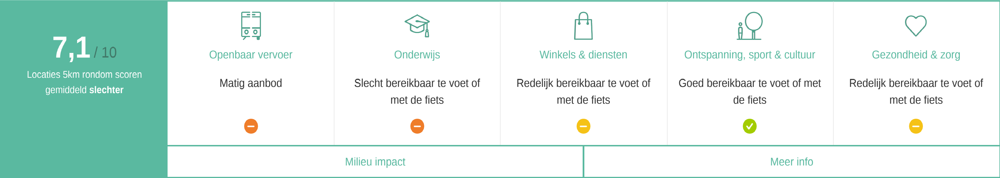 7,1 / 10
Locaties 5km rondom scoren
gemiddeld slechter
Openbaar vervoer
Matig aanbod
Onderwijs
Slecht bereikbaar te voet of
met de fiets
Winkels & diensten
Redelijk bereikbaar te voet of
met de fiets
Ontspanning, sport & cultuur
Goed bereikbaar te voet of met
de fiets
Gezondheid & zorg
Redelijk bereikbaar te voet of
met de fiets
Milieu impact
Meer info